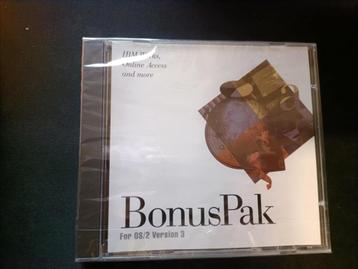 IBM Works,
Online Access
and more
BonusPak
For OS/2 Version 3